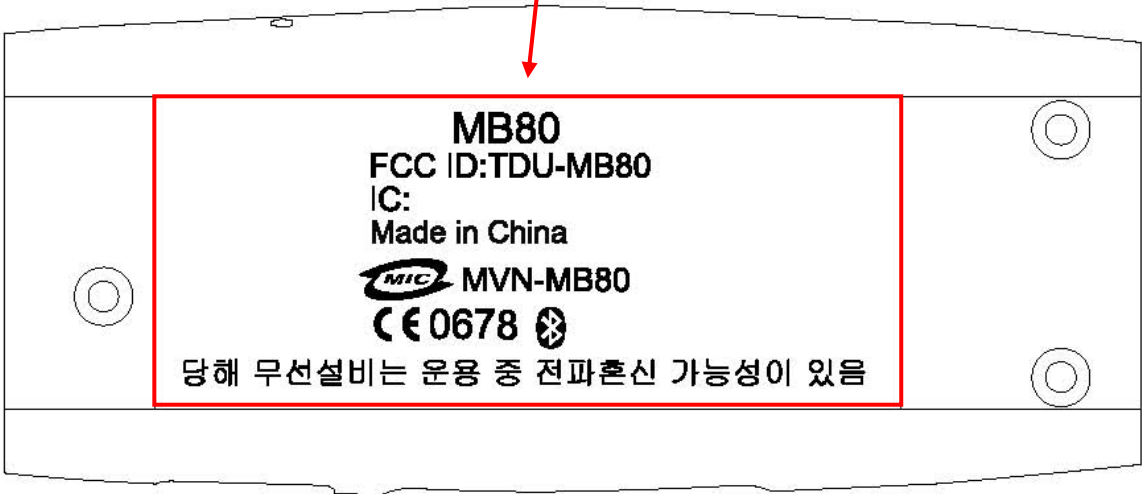 MB80
FCC ID:TDU-MB80
IC:
Made in China
MIC MVN-MB80
CE 0678
당해 무선설비는 운용 중 전파혼신 가능성이 있음